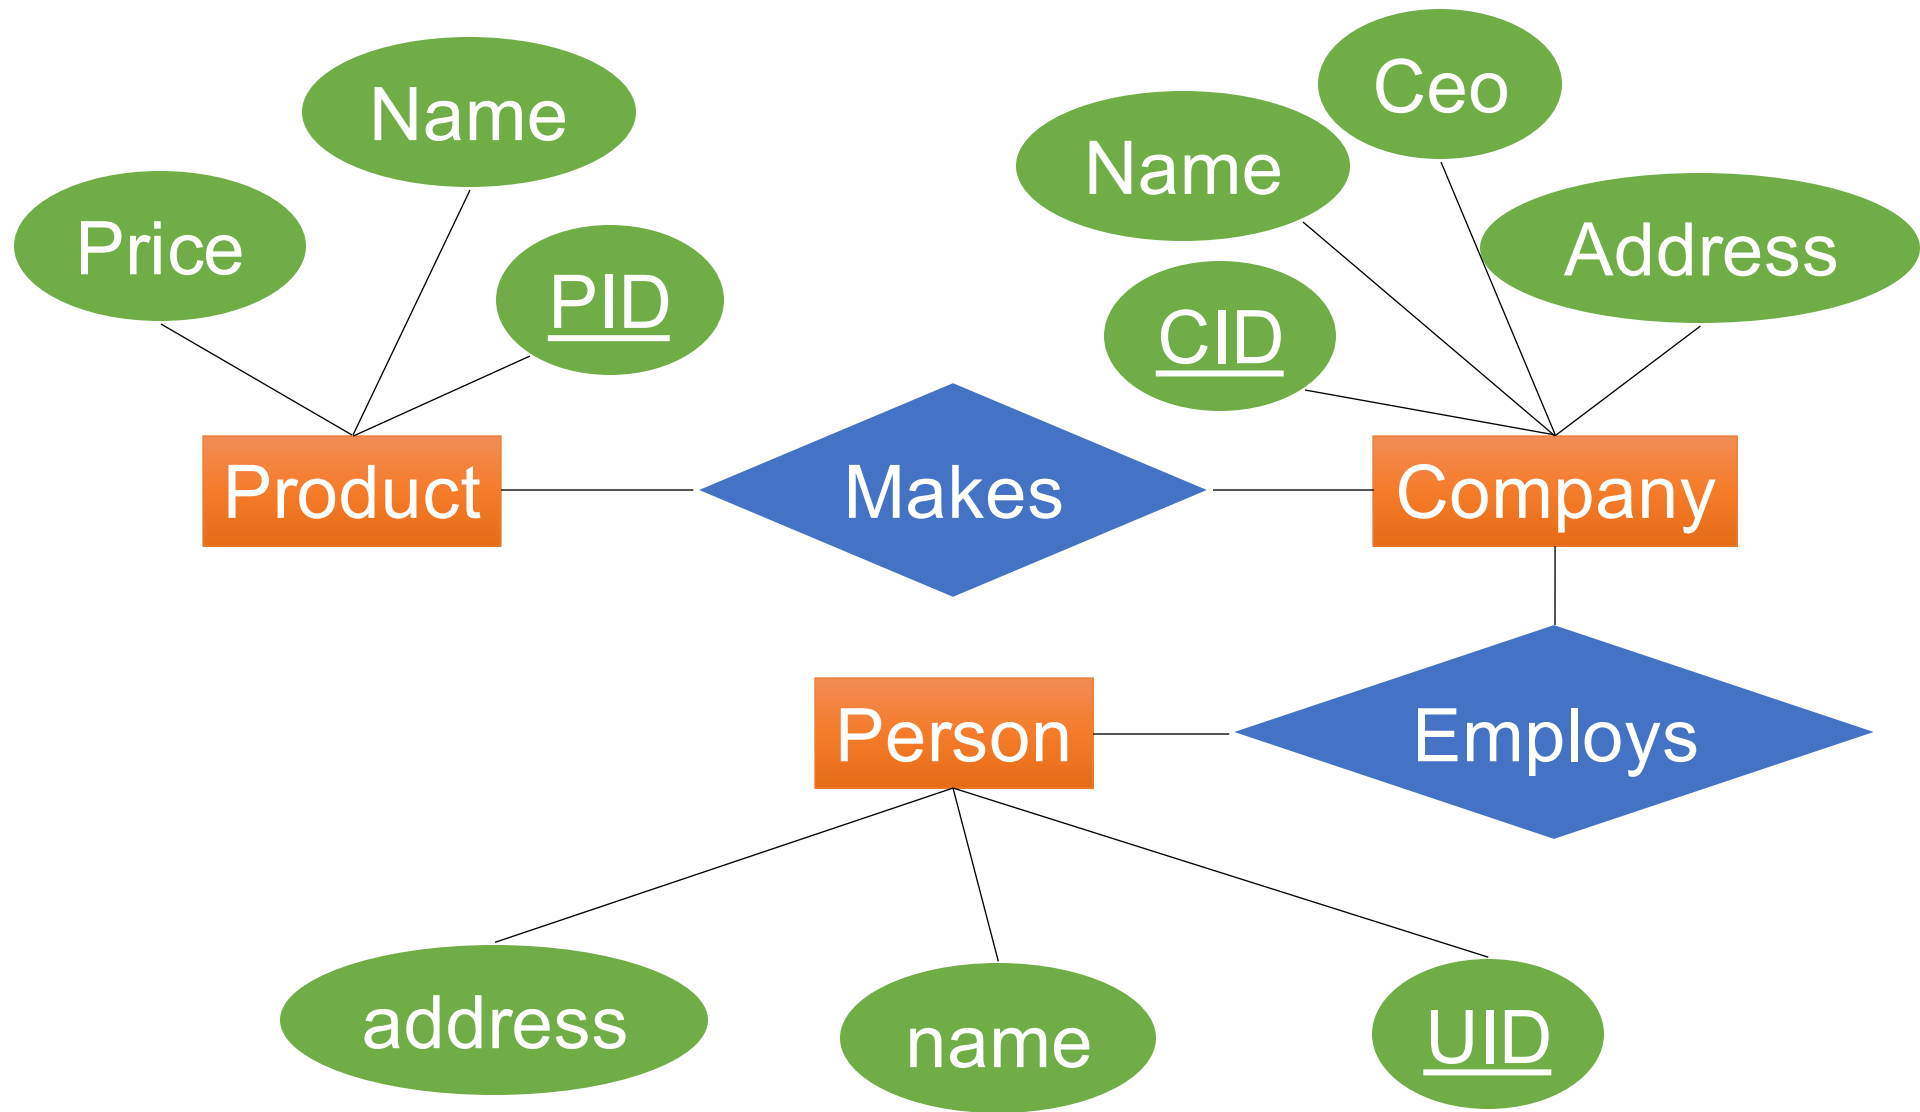 Ceo
Name
Name
Price
Address
PID
CID
Product
Makes
Company
Person
Employs
address
name
UID